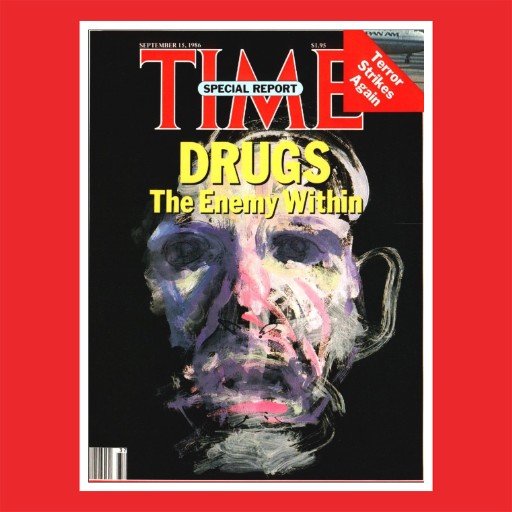 SEPTEMBER 15, 1986 $1.95
TIME
SPECIAL REPORT
Terror
Strikes
Again
DRUGS
The Enemy Within